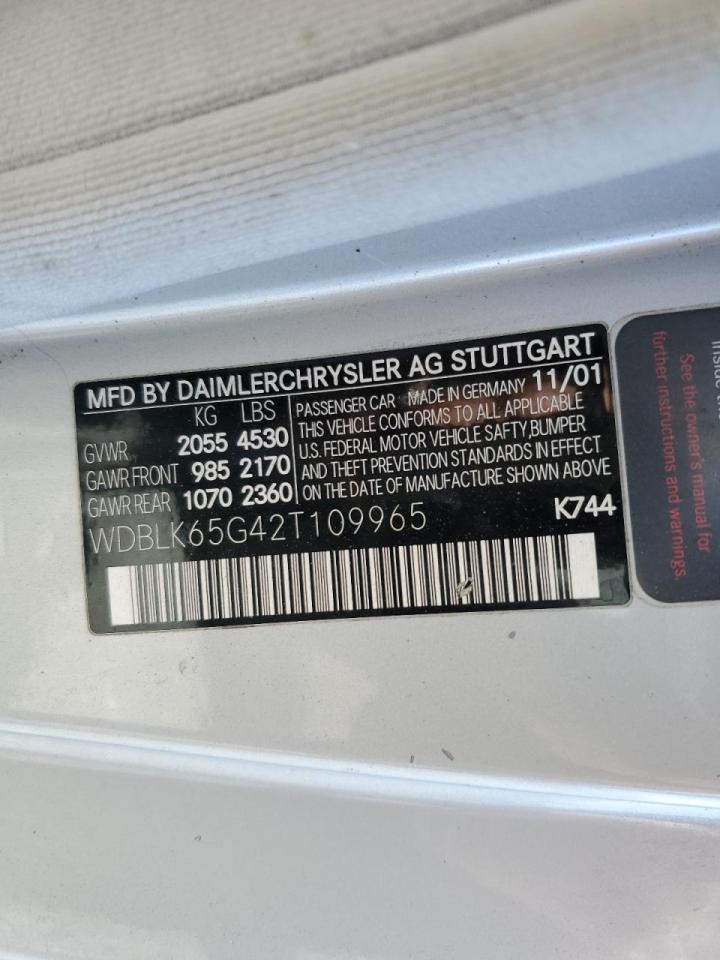 MFD BY DAIMLERCHRYSLER AG STUTTGART
KG LBS
GVWR 2055 4530
GAWR FRONT 985 2170
GAWR REAR 1070 2360
PASSENGER CAR MADE IN GERMANY 11/01
THIS VEHICLE CONFORMS TO ALL APPLICABLE
U.S. FEDERAL MOTOR VEHICLE SAFTY, BUMPER
AND THEFT PREVENTION STANDARDS IN EFFECT
ON THE DATE OF MANUFACTURE SHOWN ABOVE
WDBLK65G42T109965
K744
inside
See the owner's manual for
further instructions and warnings.